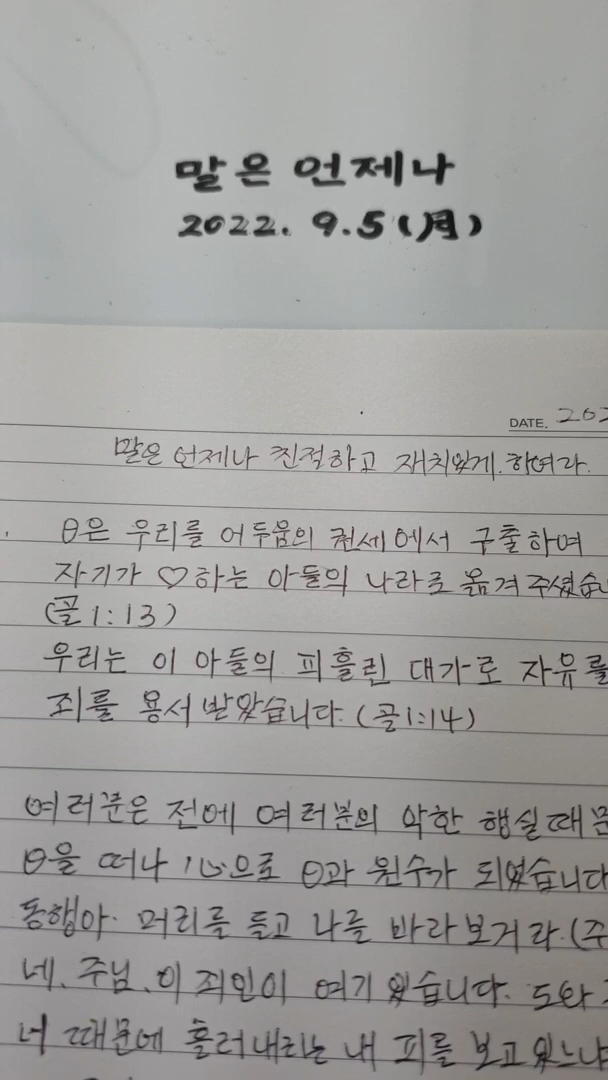 말은 언제나
2022. 9.5(月)
DATE. 202
말은 언제나 친절하고 재치있게.하여라.
θ은 우리를 어두움의 권세에서 구출하여
자기가 ♡하는 아들의 나라로 옮겨 주셨습니
(골1:13)
우리는 이 아들의 피흘린 대가로 자유를
죄를 용서 받았습니다.(골1:14)
여러분은 전에 여러분의 악한 행실때문
θ을 떠나 心으로 θ과 원수가 되었습니다
동행아. 머리를 들고 나를 바라보거라.(주
네. 주님. 이 죄인이 여기 있습니다. 도와
너 때문에 흘러내리는 내 피를 보고 있느냐